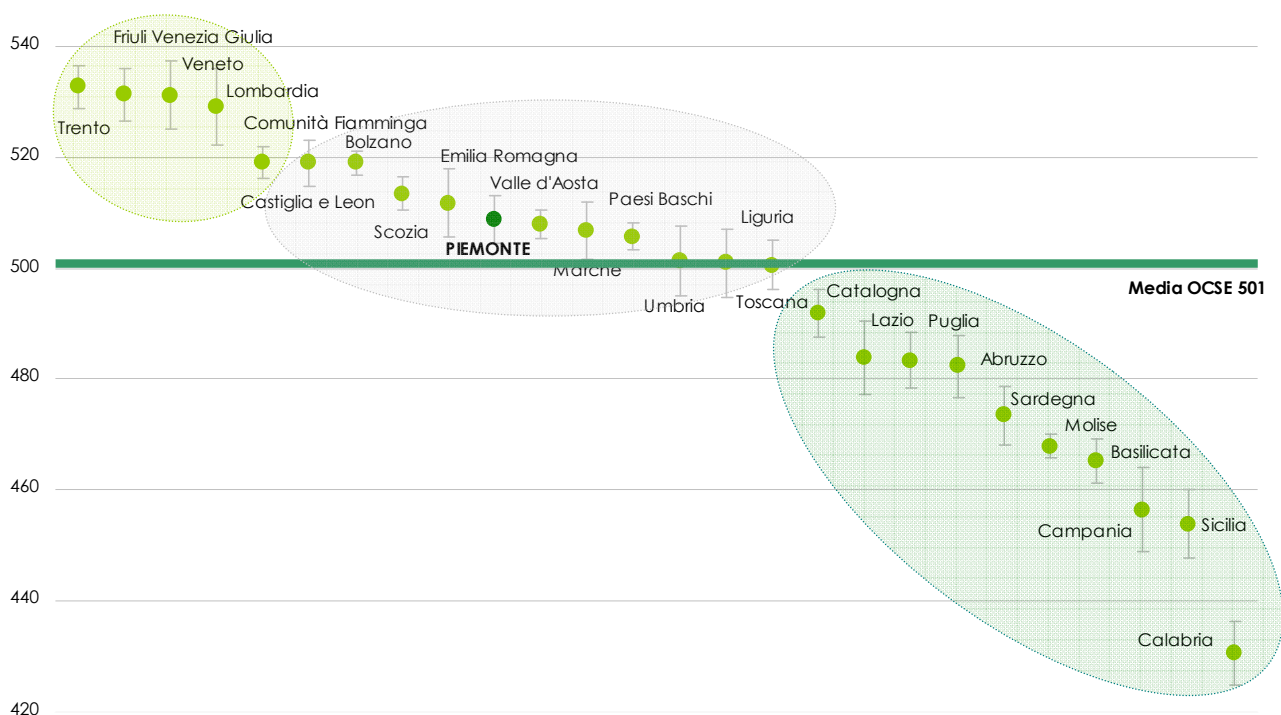 540
Friuli Venezia Giulia
Veneto
Lombardia
Trento
Comunità Fiamminga
Bolzano
520
Emilia Romagna
Valle d'Aosta
Castiglia e Leon
Paesi Baschi
Liguria
Scozia
PIEMONTE
500
Marche
Media OCSE 501
Umbria
Toscana
Catalogna
Lazio
Puglia
Abruzzo
480
Sardegna
Molise
Basilicata
460
Campania
Sicilia
440
Calabria
420